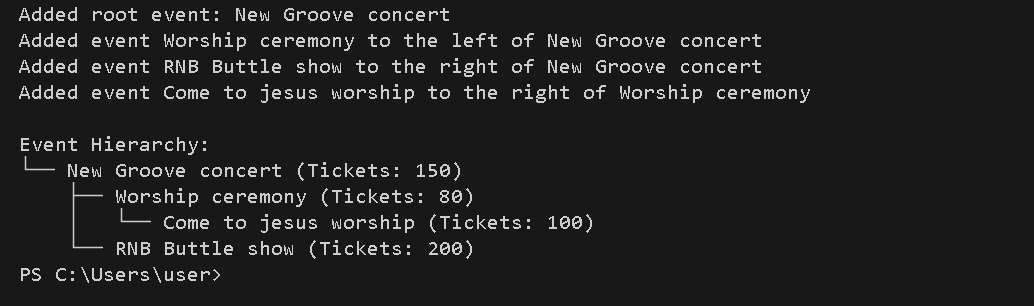 Added root event: New Groove concert
Added event Worship ceremony to the left of New Groove concert
Added event RNB Buttle show to the right of New Groove concert
Added event Come to jesus worship to the right of Worship ceremony

Event Hierarchy:
└── New Groove concert (Tickets: 150)
    ├── Worship ceremony (Tickets: 80)
    │   └── Come to jesus worship (Tickets: 100)
    └── RNB Buttle show (Tickets: 200)
PS C:\Users\user>